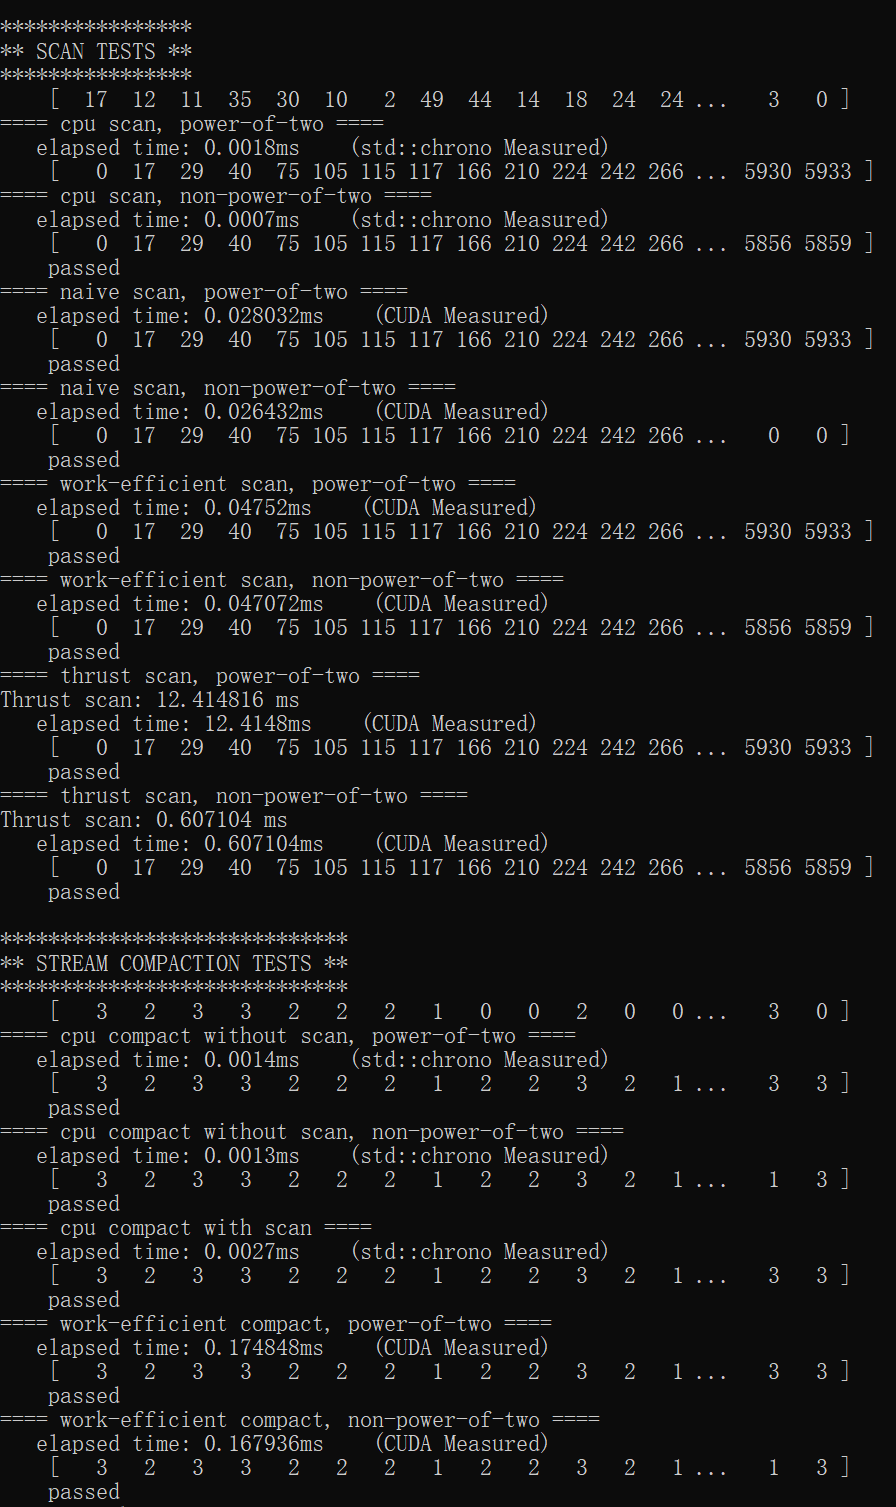 ****************
** SCAN TESTS **
****************
    [  17  12  11  35  30  10   2  49  44  14  18  24  24 ...   3   0 ]
==== cpu scan, power-of-two ====
   elapsed time: 0.0018ms    (std::chrono Measured)
    [   0  17  29  40  75 105 115 117 166 210 224 242 266 ... 5930 5933 ]
==== cpu scan, non-power-of-two ====
   elapsed time: 0.0007ms    (std::chrono Measured)
    [   0  17  29  40  75 105 115 117 166 210 224 242 266 ... 5856 5859 ]
    passed
==== naive scan, power-of-two ====
   elapsed time: 0.028032ms    (CUDA Measured)
    [   0  17  29  40  75 105 115 117 166 210 224 242 266 ... 5930 5933 ]
    passed
==== naive scan, non-power-of-two ====
   elapsed time: 0.026432ms    (CUDA Measured)
    [   0  17  29  40  75 105 115 117 166 210 224 242 266 ...   0   0 ]
    passed
==== work-efficient scan, power-of-two ====
   elapsed time: 0.04752ms    (CUDA Measured)
    [   0  17  29  40  75 105 115 117 166 210 224 242 266 ... 5930 5933 ]
    passed
==== work-efficient scan, non-power-of-two ====
   elapsed time: 0.047072ms    (CUDA Measured)
    [   0  17  29  40  75 105 115 117 166 210 224 242 266 ... 5856 5859 ]
    passed
==== thrust scan, power-of-two ====
Thrust scan: 12.414816 ms
   elapsed time: 12.4148ms    (CUDA Measured)
    [   0  17  29  40  75 105 115 117 166 210 224 242 266 ... 5930 5933 ]
    passed
==== thrust scan, non-power-of-two ====
Thrust scan: 0.607104 ms
   elapsed time: 0.607104ms    (CUDA Measured)
    [   0  17  29  40  75 105 115 117 166 210 224 242 266 ... 5856 5859 ]
    passed

*****************************
** STREAM COMPACTION TESTS **
*****************************
    [   3   2   3   3   2   2   2   1   0   0   2   0   0 ...   3   0 ]
==== cpu compact without scan, power-of-two ====
   elapsed time: 0.0014ms    (std::chrono Measured)
    [   3   2   3   3   2   2   2   1   2   2   3   2   1 ...   3   3 ]
    passed
==== cpu compact without scan, non-power-of-two ====
   elapsed time: 0.0013ms    (std::chrono Measured)
    [   3   2   3   3   2   2   2   1   2   2   3   2   1 ...   1   3 ]
    passed
==== cpu compact with scan ====
   elapsed time: 0.0027ms    (std::chrono Measured)
    [   3   2   3   3   2   2   2   1   2   2   3   2   1 ...   3   3 ]
    passed
==== work-efficient compact, power-of-two ====
   elapsed time: 0.174848ms    (CUDA Measured)
    [   3   2   3   3   2   2   2   1   2   2   3   2   1 ...   3   3 ]
    passed
==== work-efficient compact, non-power-of-two ====
   elapsed time: 0.167936ms    (CUDA Measured)
    [   3   2   3   3   2   2   2   1   2   2   3   2   1 ...   1   3 ]
    passed